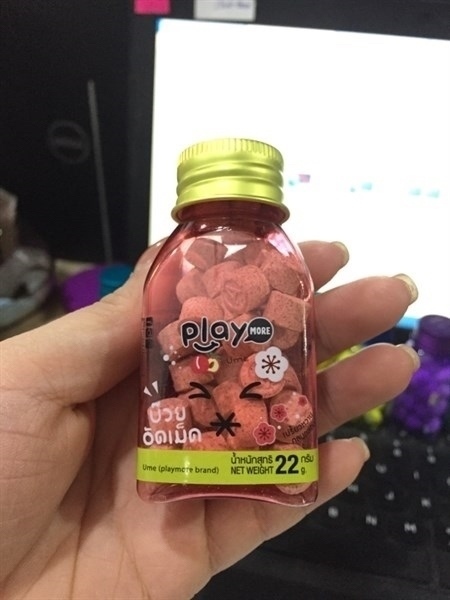 play MORE
Ume
บ๊วย
อัดเม็ด
Ume (playmore brand)
น้ำหนักสุทธิ 22 กรัม
NET WEIGHT g.